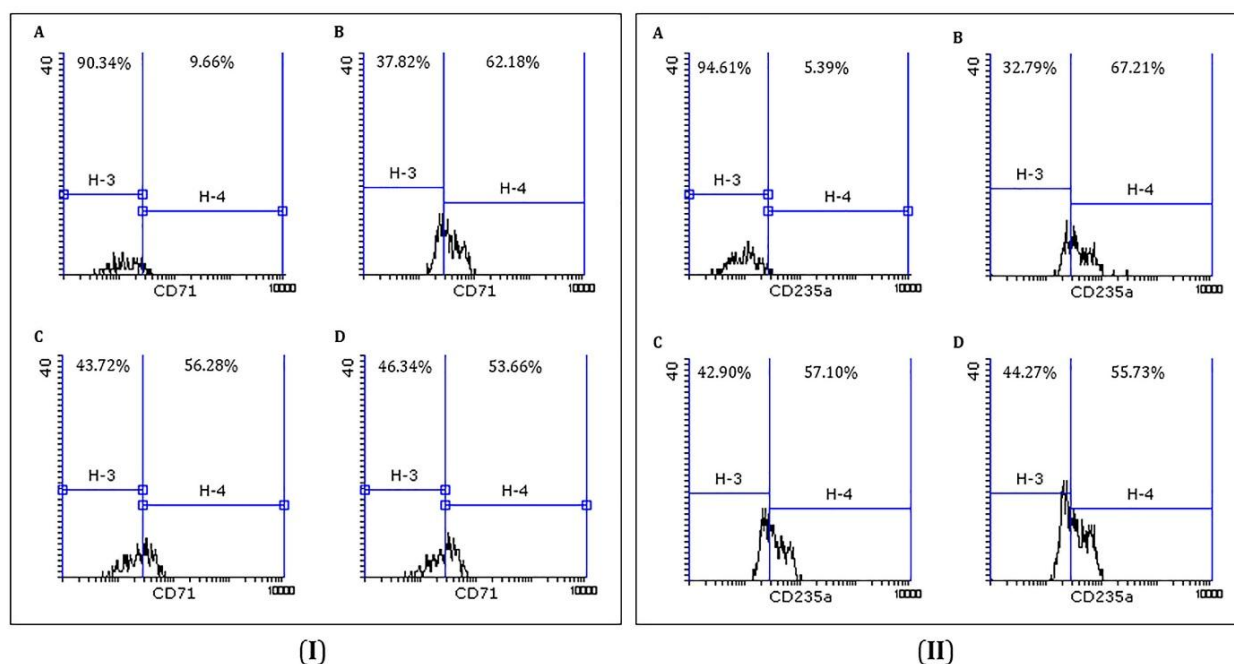 A
90.34% 9.66%
40
H-3
H-4
CD71
10000
B
37.82% 62.18%
40
H-3
H-4
CD71
10000
C
43.72% 56.28%
40
H-3
H-4
CD71
10000
D
46.34% 53.66%
40
H-3
H-4
CD71
10000
(I)
A
94.61% 5.39%
40
H-3
H-4
CD235a
10000
B
32.79% 67.21%
40
H-3
H-4
CD235a
10000
C
42.90% 57.10%
40
H-3
H-4
CD235a
10000
D
44.27% 55.73%
40
H-3
H-4
CD235a
10000
(II)